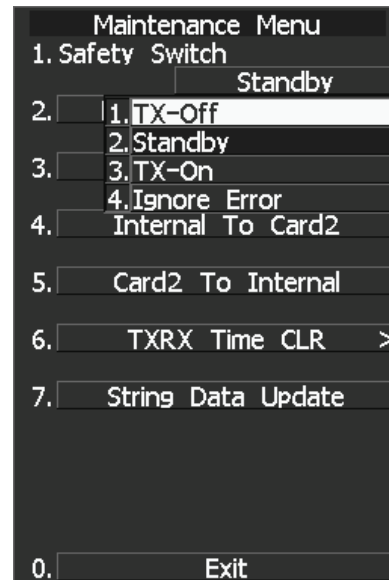 Maintenance Menu
1. Safety Switch
Standby
2.
1. TX-Off
2. Standby
3.
3. TX-On
4. Ignore Error
4. Internal To Card2
5. Card2 To Internal
6. TXRX Time CLR >
7. String Data Update
0. Exit